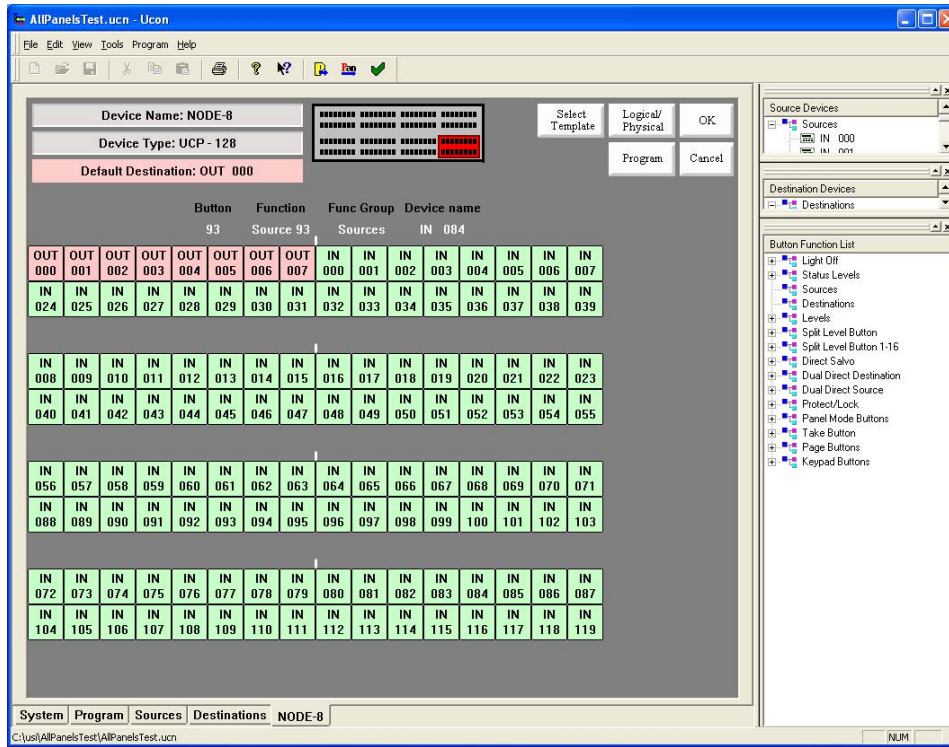 AllPanelsTest.ucn - Ucon
File Edit View Tools Program Help
Pan
Device Name: NODE-8
Device Type: UCP - 128
Default Destination: OUT 000
Select Template
Logical/ Physical
OK
Program
Cancel
Button Function Func Group Device name
93 Source 93 Sources IN 084
OUT OUT OUT OUT OUT OUT OUT OUT IN IN IN IN IN IN IN IN
000 001 002 003 004 005 006 007 000 001 002 003 004 005 006 007
IN IN IN IN IN IN IN IN IN IN IN IN IN IN IN IN
024 025 026 027 028 029 030 031 032 033 034 035 036 037 038 039
IN IN IN IN IN IN IN IN IN IN IN IN IN IN IN IN
008 009 010 011 012 013 014 015 016 017 018 019 020 021 022 023
IN IN IN IN IN IN IN IN IN IN IN IN IN IN IN IN
040 041 042 043 044 045 046 047 048 049 050 051 052 053 054 055
IN IN IN IN IN IN IN IN IN IN IN IN IN IN IN IN
056 057 058 059 060 061 062 063 064 065 066 067 068 069 070 071
IN IN IN IN IN IN IN IN IN IN IN IN IN IN IN IN
088 089 090 091 092 093 094 095 096 097 098 099 100 101 102 103
IN IN IN IN IN IN IN IN IN IN IN IN IN IN IN IN
072 073 074 075 076 077 078 079 080 081 082 083 084 085 086 087
IN IN IN IN IN IN IN IN IN IN IN IN IN IN IN IN
104 105 106 107 108 109 110 111 112 113 114 115 116 117 118 119
System Program Sources Destinations NODE-8
Source Devices
Sources
IN 000
IN 001
Destination Devices
Destinations
Button Function List
Light Off
Status Levels
Sources
Destinations
Levels
Split Level Button
Split Level Button 1-16
Direct Salvo
Dual Direct Destination
Dual Direct Source
Protect/Lock
Panel Mode Buttons
Take Button
Page Buttons
Keypad Buttons
C:\usi\AllPanelsTest\AllPanelsTest.ucn
NUM